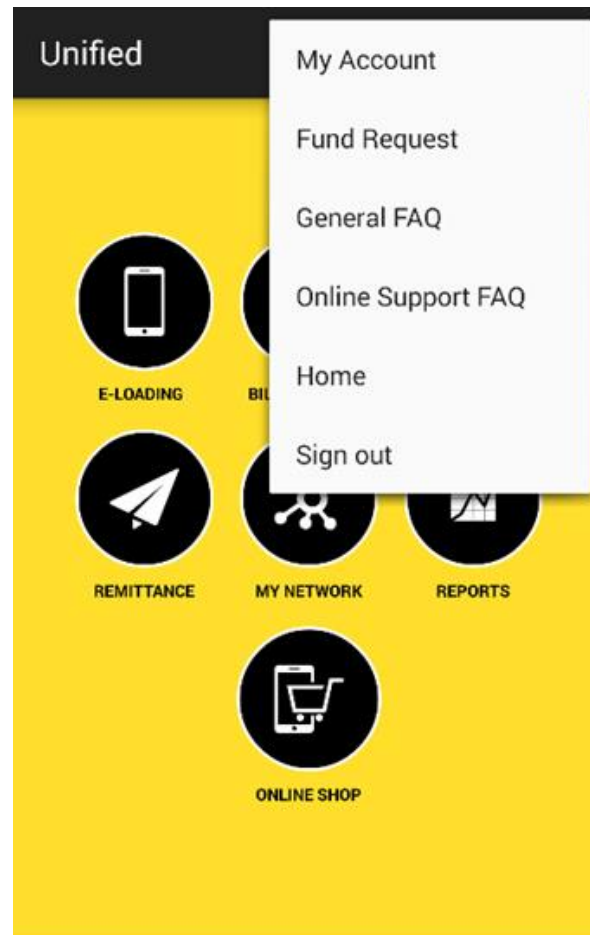 Unified
My Account
Fund Request
General FAQ
Online Support FAQ
Home
Sign out
E-LOADING
REMITTANCE
MY NETWORK
REPORTS
ONLINE SHOP